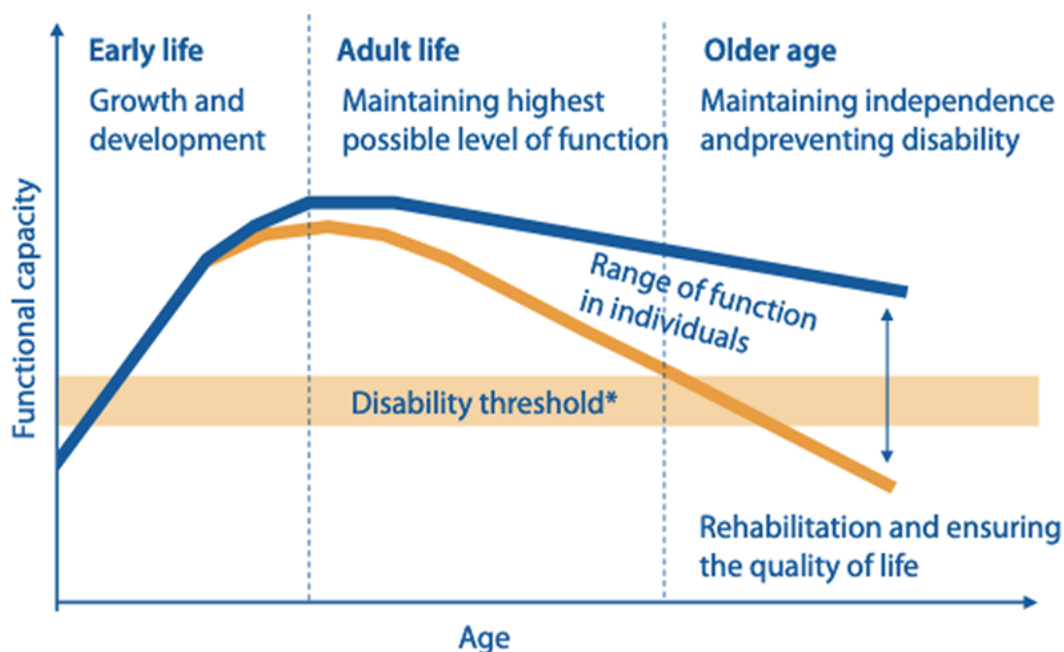 Early life
Growth and
development
Adult life
Maintaining highest
possible level of function
Older age
Maintaining independence
andpreventing disability
Functional capacity
Range of function
in individuals
Disability threshold*
Rehabilitation and ensuring
the quality of life
Age